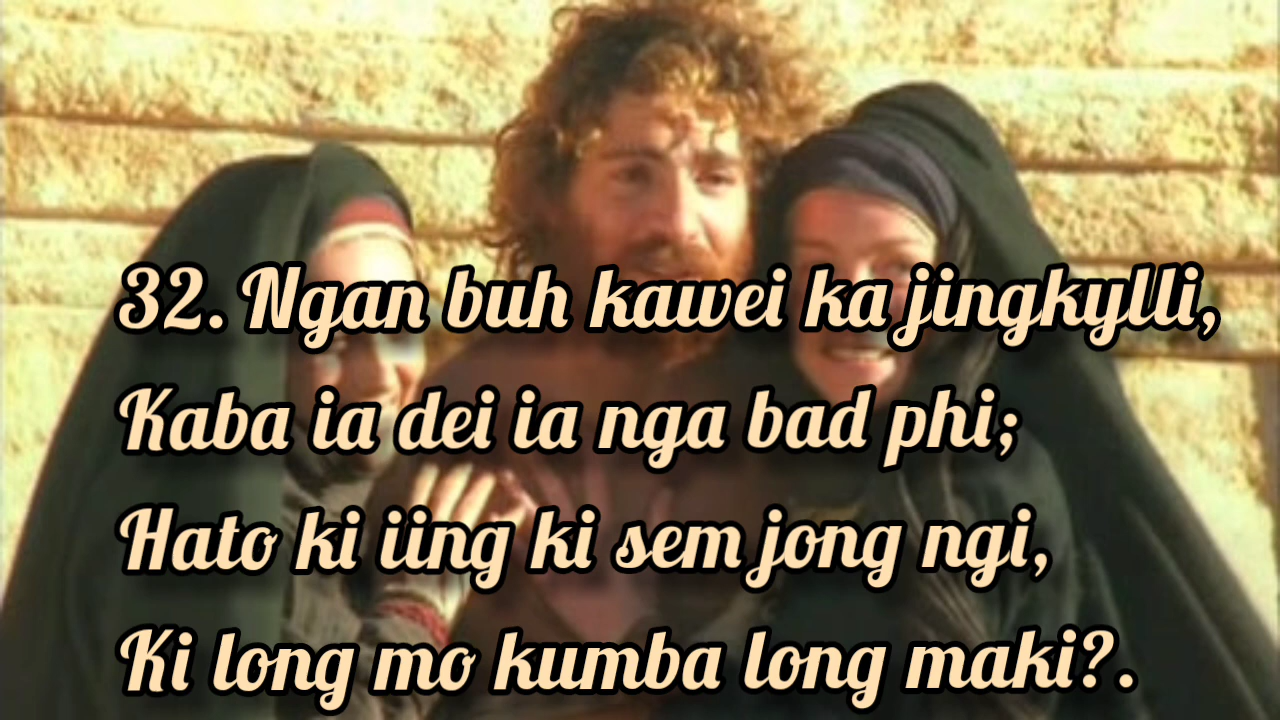 32. Ngan buh kawei ka jingkylli,
Kaba ia dei ia nga bad phi;
Hato ki iing ki sem jong ngi,
Ki long mo kumba long maki?.